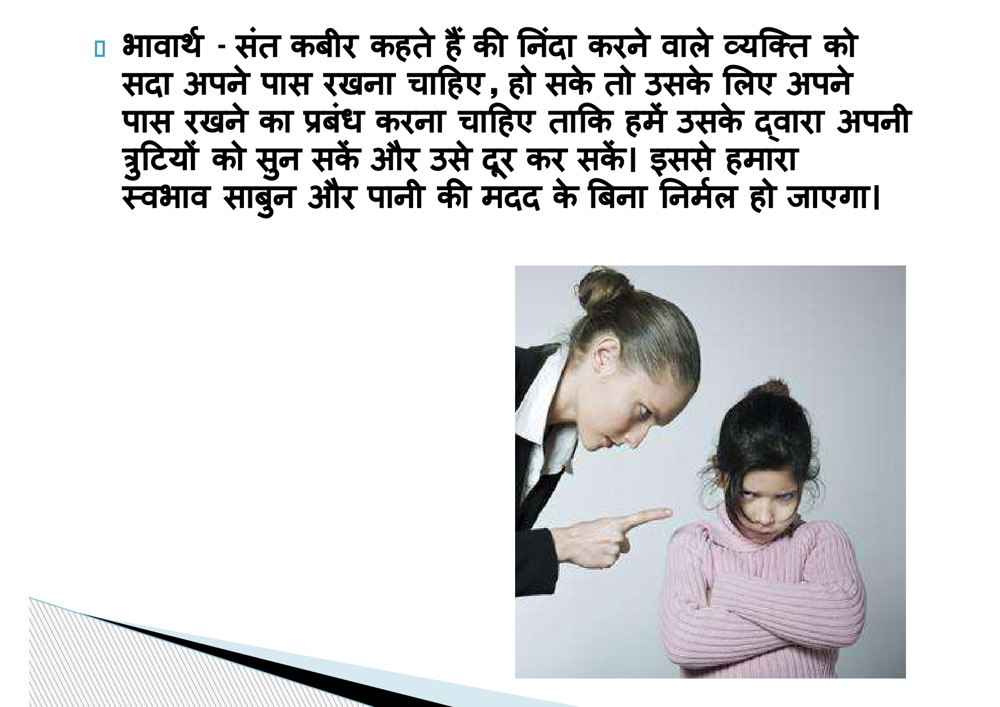 भावार्थ - संत कबीर कहते हैं की निंदा करने वाले व्यक्ति को
सदा अपने पास रखना चाहिए, हो सके तो उसके लिए अपने
पास रखने का प्रबंध करना चाहिए ताकि हमें उसके द्वारा अपनी
त्रुटियों को सुन सकें और उसे दूर कर सकें। इससे हमारा
स्वभाव साबुन और पानी की मदद के बिना निर्मल हो जाएगा।